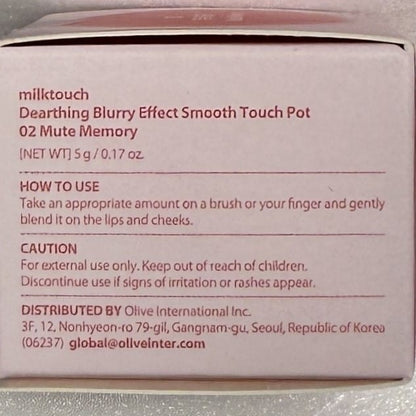 milktouch
Dearthing Blurry Effect Smooth Touch Pot
02 Mute Memory
[NET WT] 5 g / 0.17 oz.
HOW TO USE
Take an appropriate amount on a brush or your finger and gently
blend it on the lips and cheeks.
CAUTION
For external use only. Keep out of reach of children.
Discontinue use if signs of irritation or rashes appear.
DISTRIBUTED BY Olive International Inc.
3F, 12, Nonhyeon-ro 79-gil, Gangnam-gu, Seoul, Republic of Korea
(06237) global@oliveinter.com